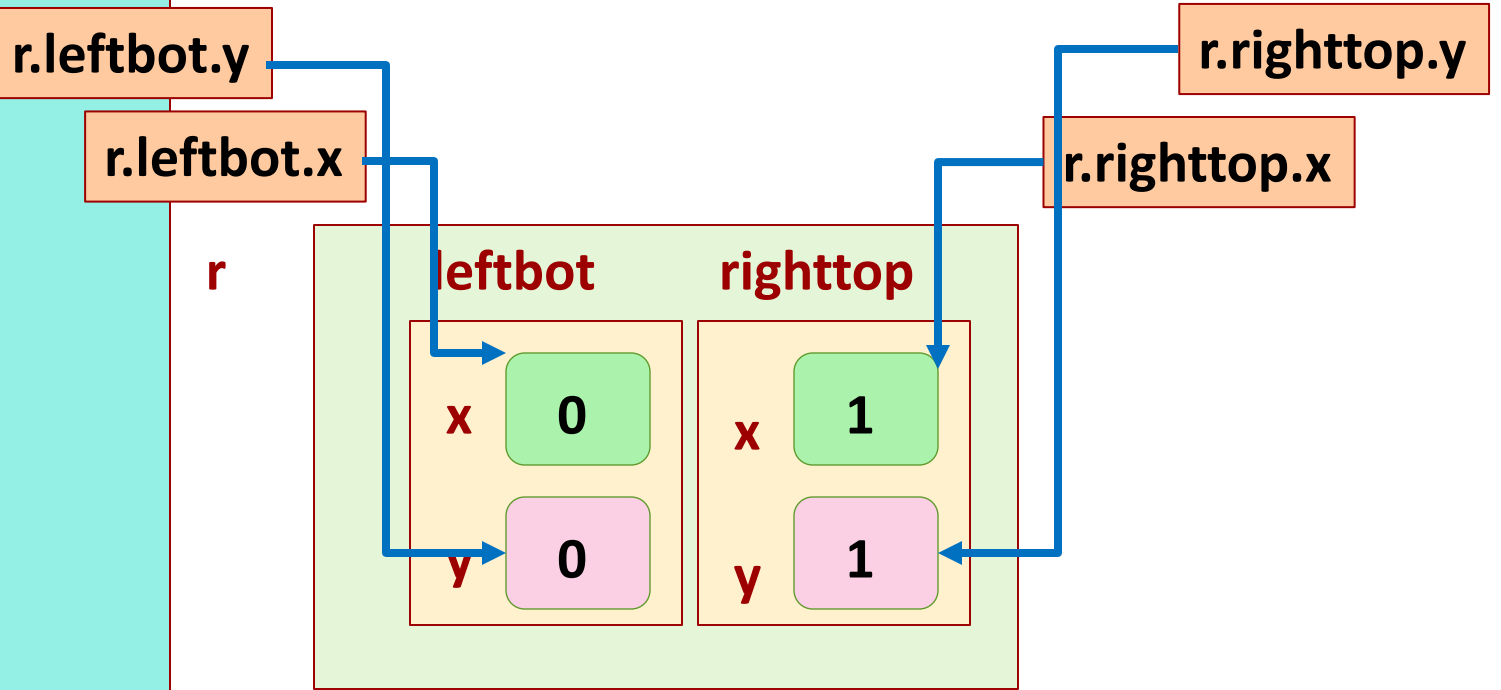 r.leftbot.y
r.righttop.y
r.leftbot.x
r.righttop.x
r
leftbot
righttop
x
0
x
1
y
0
y
1